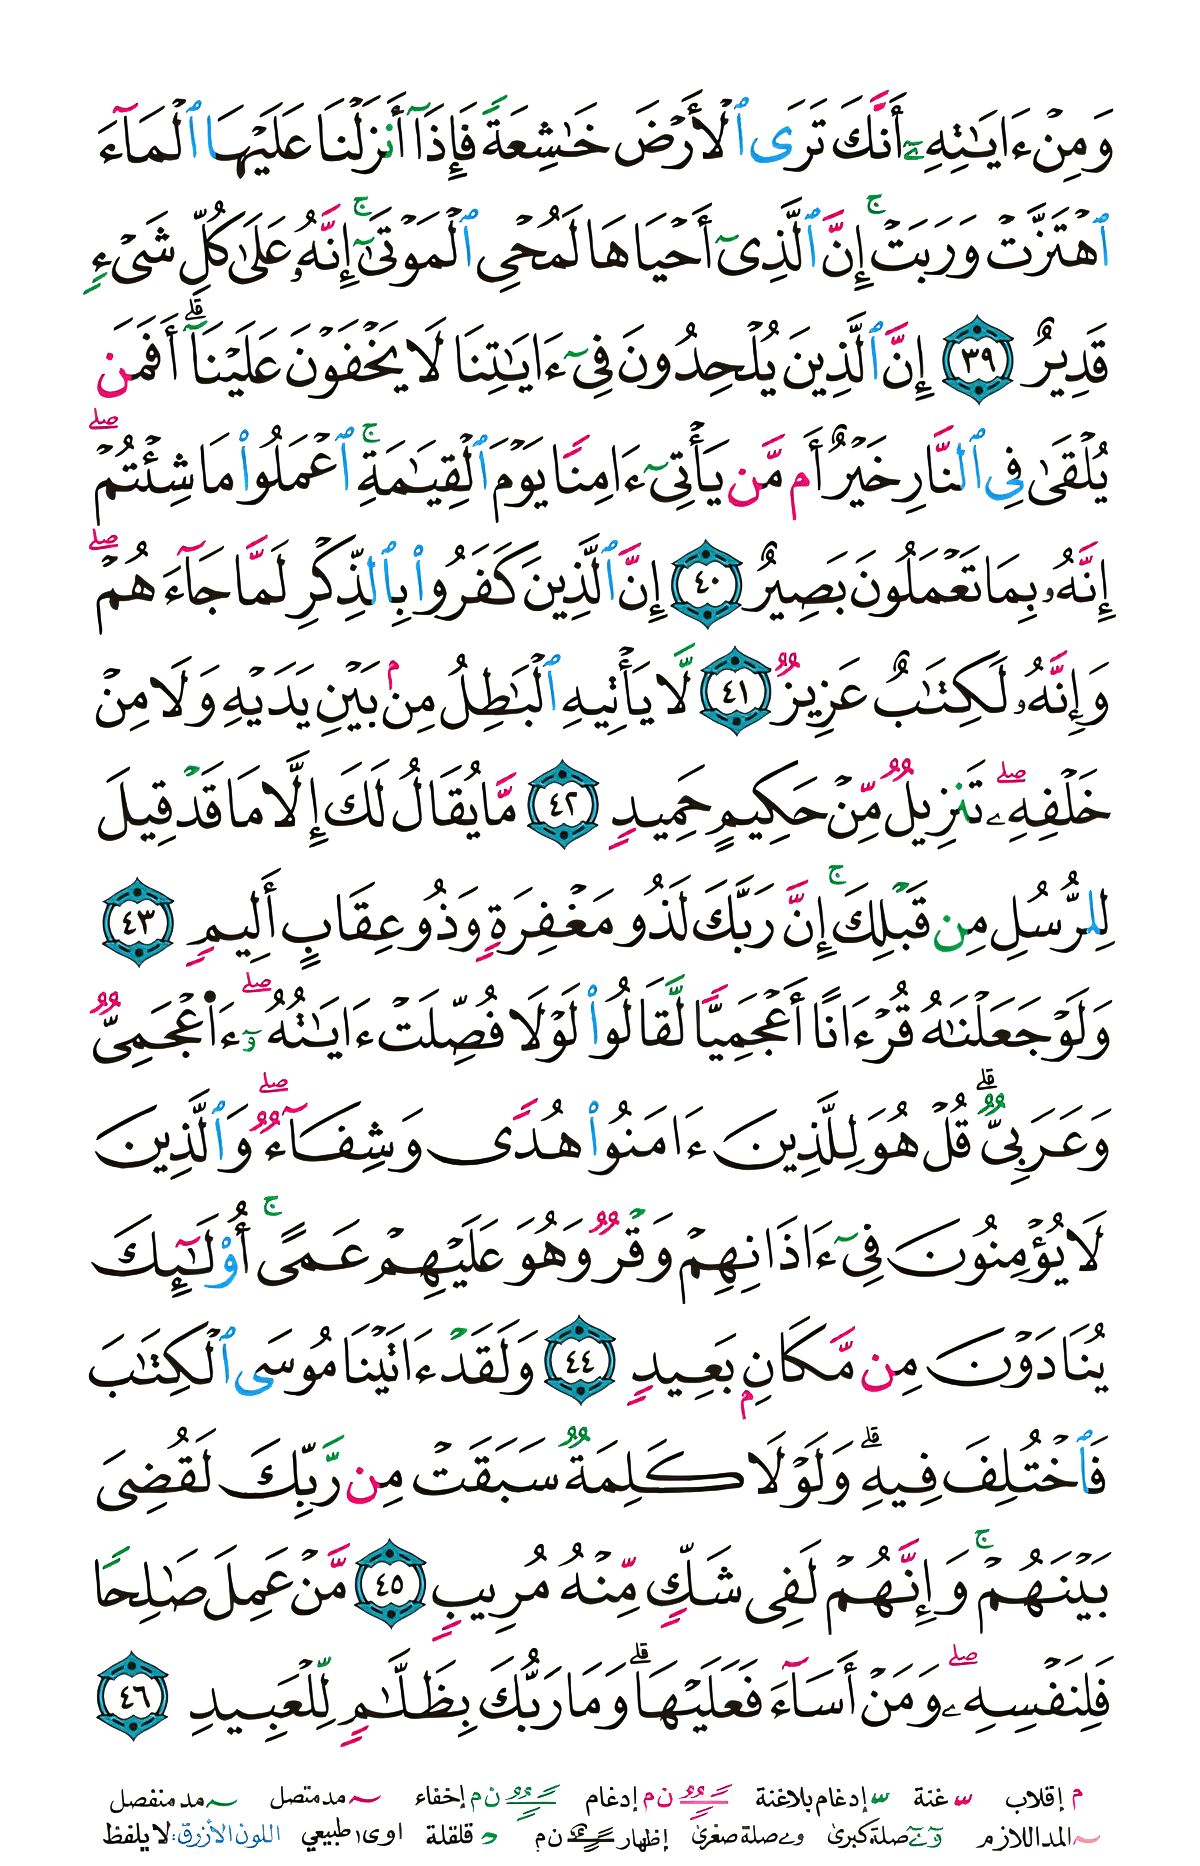 وَمِنْ ءَايَٰتِهِۦٓ أَنَّكَ تَرَى ٱلْأَرْضَ خَٰشِعَةً فَإِذَآ أَنزَلْنَا عَلَيْهَا ٱلْمَآءَ
ٱهْتَزَّتْ وَرَبَتْ ۚ إِنَّ ٱلَّذِىٓ أَحْيَاهَا لَمُحْىِ ٱلْمَوْتَىٰٓ ۚ إِنَّهُۥ عَلَىٰ كُلِّ شَىْءٍ
قَدِيرٌ ٣٩ إِنَّ ٱلَّذِينَ يُلْحِدُونَ فِىٓ ءَايَٰتِنَا لَا يَخْفَوْنَ عَلَيْنَآ ۗ أَفَمَن
يُلْقَىٰ فِى ٱلنَّارِ خَيْرٌ أَم مَّن يَأْتِىٓ ءَامِنًا يَوْمَ ٱلْقِيَٰمَةِ ۚ ٱعْمَلُوا۟ مَا شِئْتُمْ ۖ
إِنَّهُۥ بِمَا تَعْمَلُونَ بَصِيرٌ ٤٠ إِنَّ ٱلَّذِينَ كَفَرُوا۟ بِٱلذِّكْرِ لَمَّا جَآءَهُمْ ۖ
وَإِنَّهُۥ لَكِتَٰبٌ عَزِيزٌ ٤١ لَّا يَأْتِيهِ ٱلْبَٰطِلُ مِنۢ بَيْنِ يَدَيْهِ وَلَا مِنْ
خَلْفِهِۦ ۖ تَنزِيلٌ مِّنْ حَكِيمٍ حَمِيدٍ ٤٢ مَّا يُقَالُ لَكَ إِلَّا مَا قَدْ قِيلَ
لِلرُّسُلِ مِن قَبْلِكَ ۚ إِنَّ رَبَّكَ لَذُو مَغْفِرَةٍ وَذُو عِقَابٍ أَلِيمٍ ٤٣
وَلَوْ جَعَلْنَٰهُ قُرْءَانًا أَعْجَمِيًّا لَّقَالُوا۟ لَوْلَا فُصِّلَتْ ءَايَٰتُهُۥٓ ۖ ءَا۬عْجَمِىٌّ
وَعَرَبِىٌّ ۗ قُلْ هُوَ لِلَّذِينَ ءَامَنُوا۟ هُدًى وَشِفَآءٌ ۖ وَٱلَّذِينَ
لَا يُؤْمِنُونَ فِىٓ ءَاذَانِهِمْ وَقْرٌ وَهُوَ عَلَيْهِمْ عَمًى ۚ أُو۟لَٰٓئِكَ
يُنَادَوْنَ مِن مَّكَانٍۭ بَعِيدٍ ٤٤ وَلَقَدْ ءَاتَيْنَا مُوسَى ٱلْكِتَٰبَ
فَٱخْتُلِفَ فِيهِ ۗ وَلَوْلَا كَلِمَةٌ سَبَقَتْ مِن رَّبِّكَ لَقُضِىَ
بَيْنَهُمْ ۚ وَإِنَّهُمْ لَفِى شَكٍّ مِّنْهُ مُرِيبٍ ٤٥ مَّنْ عَمِلَ صَٰلِحًا
فَلِنَفْسِهِۦ ۖ وَمَنْ أَسَآءَ فَعَلَيْهَا ۗ وَمَا رَبُّكَ بِظَلَّٰمٍ لِّلْعَبِيدِ ٤٦
م إقلاب ّ غنة ّ إدغام بلاغنة ن م إدغام ن م إخفاء ٓ مد متصل ٓ مد منفصل
ٓ المد اللازم صلة كبرى و ے صلة صغرى إظهار ن م قلقلة ا و ى طبيعي اللون الأزرق: لا يلفظ